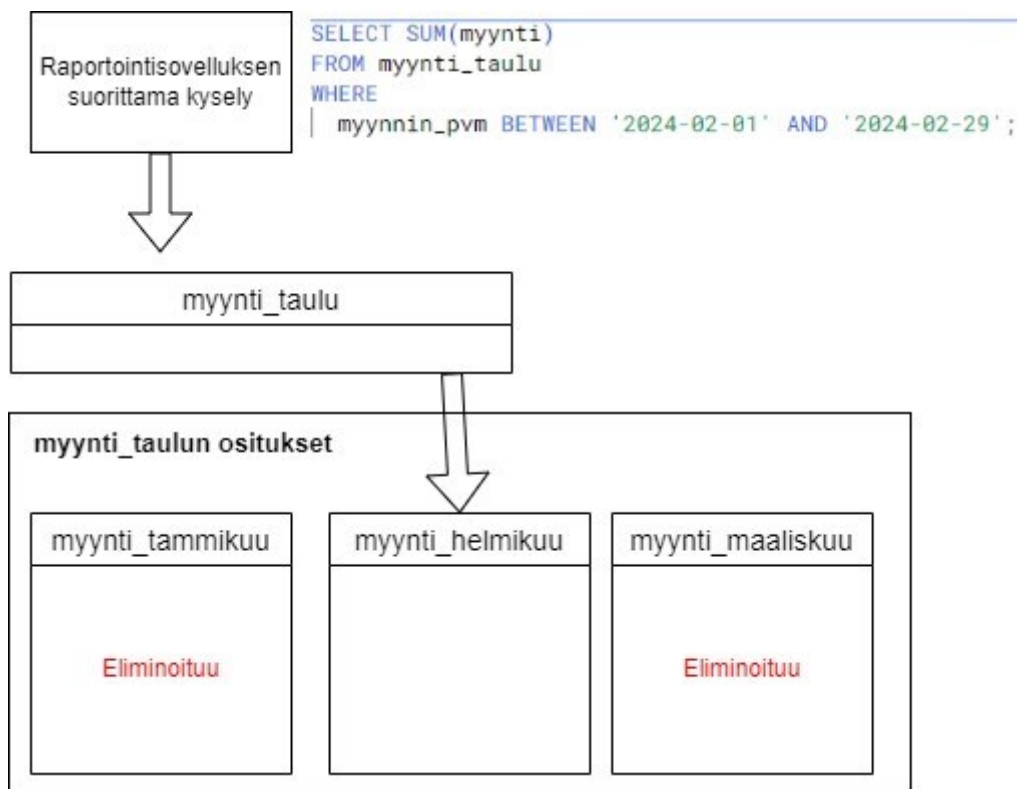 Raportointisovelluksen
suorittama kysely
SELECT SUM(myynti)
FROM myynti_taulu
WHERE
myynnin_pvm BETWEEN '2024-02-01' AND '2024-02-29';
myynti_taulu
myynti_taulun ositukset
myynti_tammikuu
myynti_helmikuu
myynti_maaliskuu
Eliminoituu
Eliminoituu